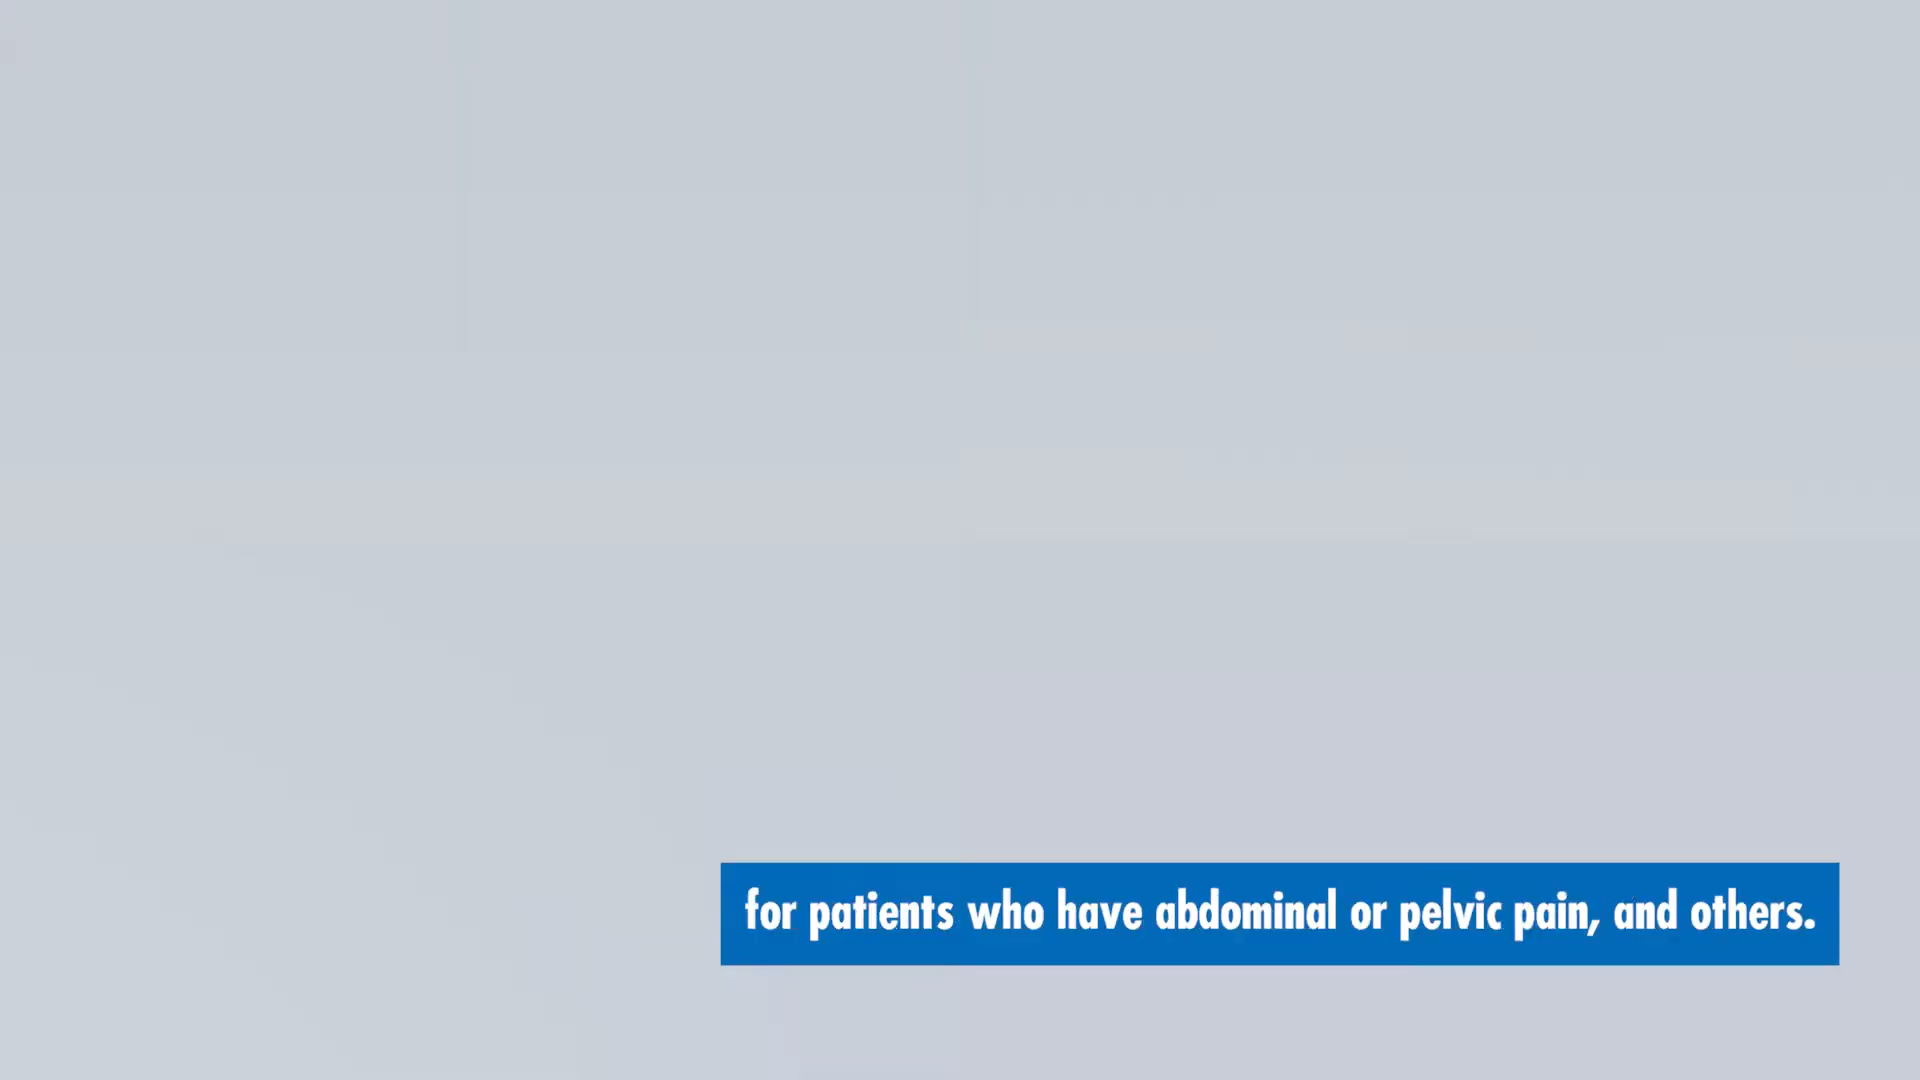 for patients who have abdominal or pelvic pain, and others.